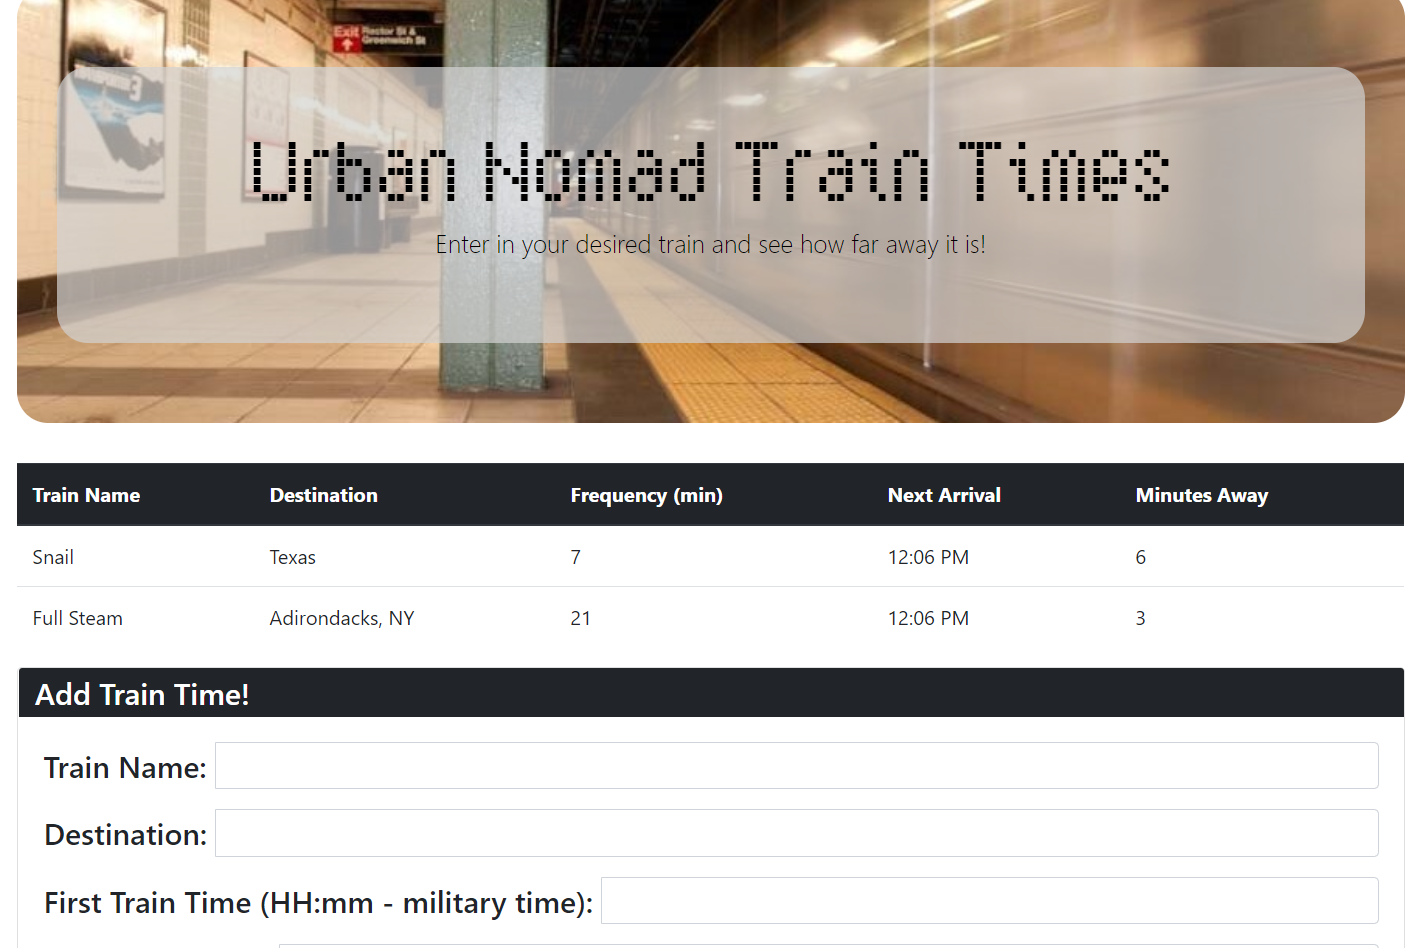 Exit Rector St &
Greenwich St
Urban Nomad Train Times
Enter in your desired train and see how far away it is!
Train Name Destination Frequency (min) Next Arrival Minutes Away
Snail Texas 7 12:06 PM 6
Full Steam Adirondacks, NY 21 12:06 PM 3
Add Train Time!
Train Name:
Destination:
First Train Time (HH:mm - military time):